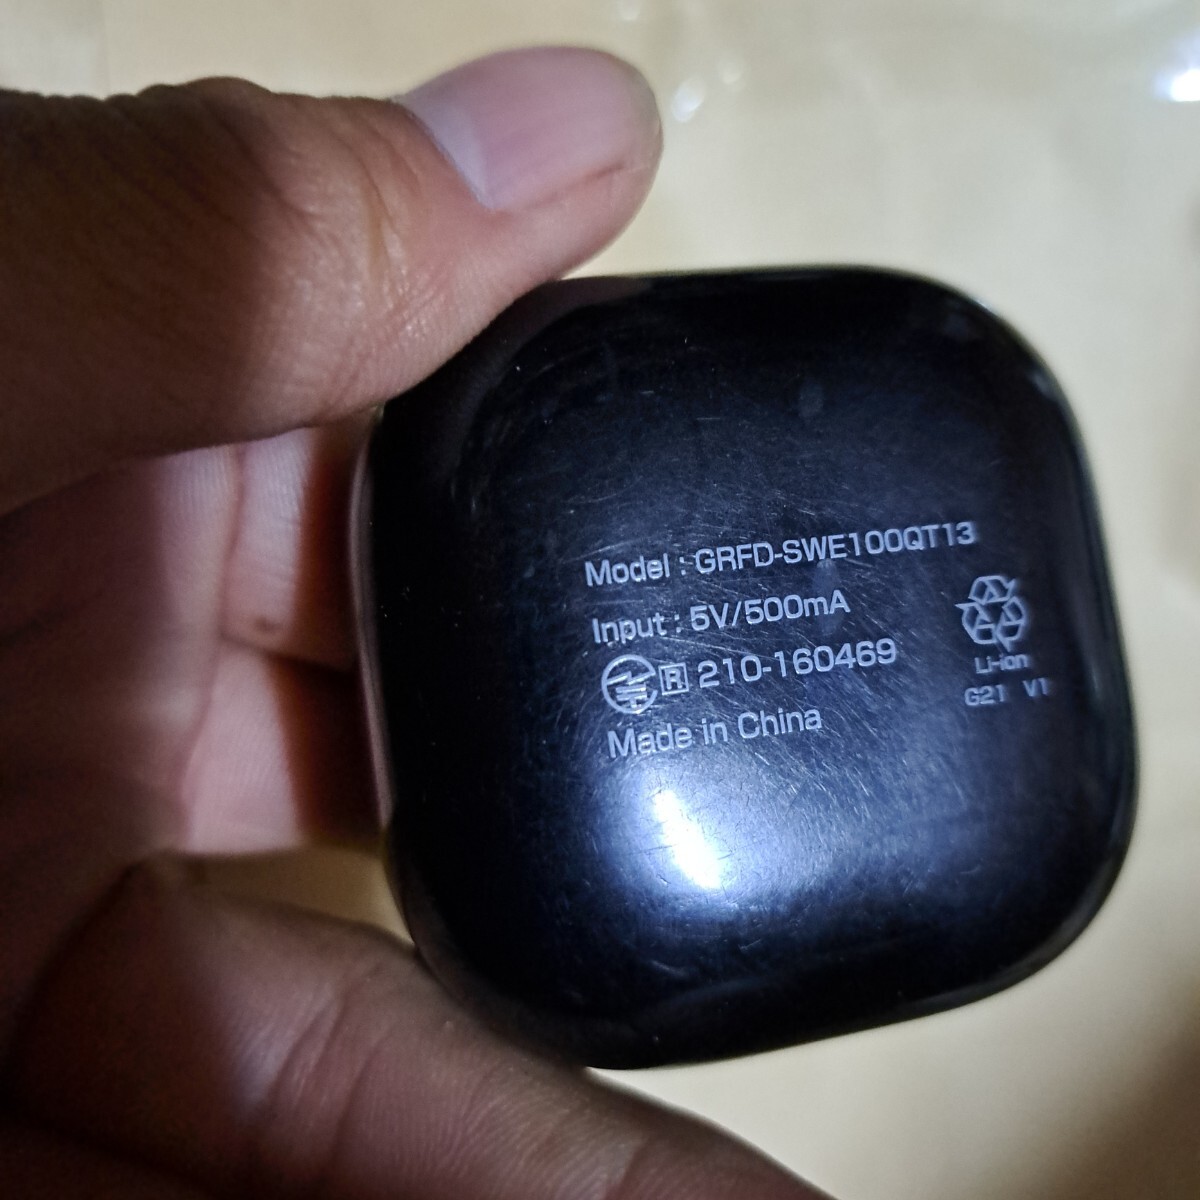 Model : GRFD-SWE100QT13
Input : 5V/500mA
R 210-160469
Made in China
Li-ion
G21 V1